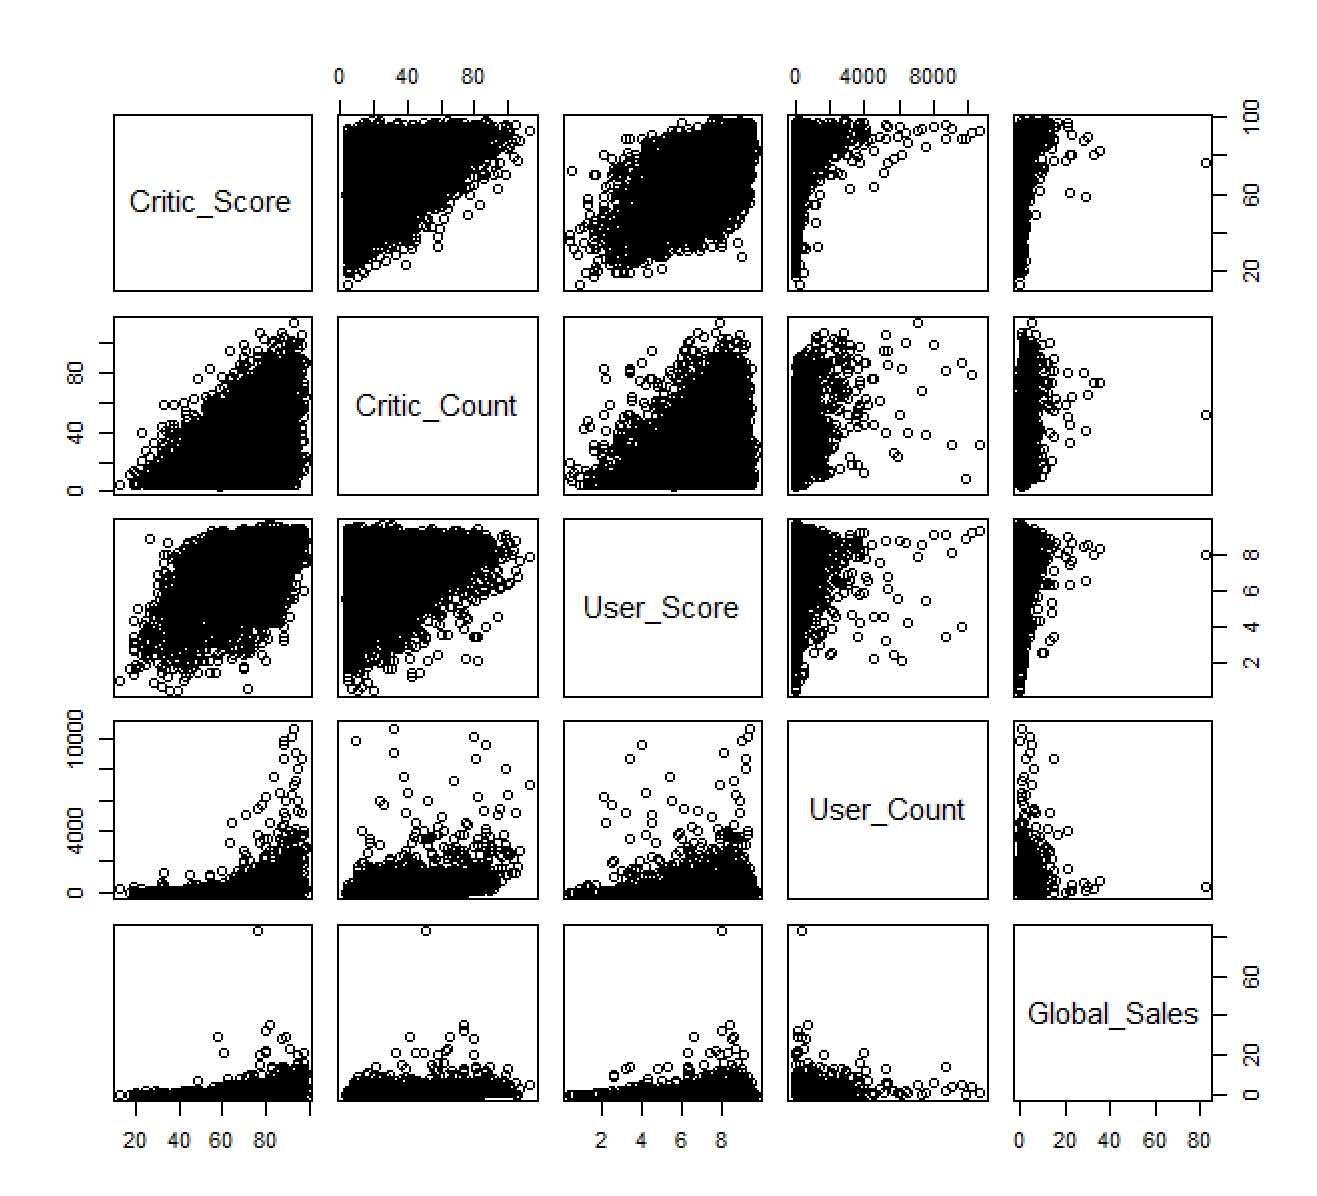 0 40 80 0 4000 8000
Critic_Score
20 60 100
0 40 80
Critic_Count
User_Score
2 4 6 8
0 4000 10000
User_Count
Global_Sales
0 20 60
20 40 60 80 2 4 6 8 0 20 40 60 80